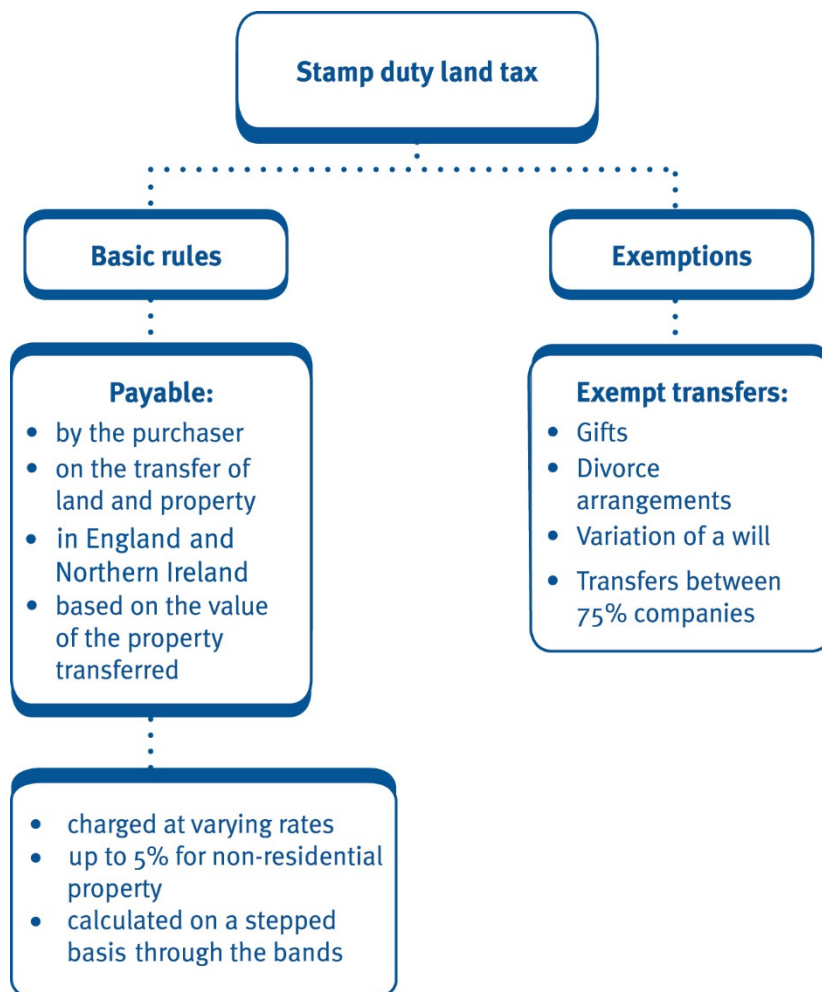 Stamp duty land tax
Basic rules
Exemptions
Payable:
• by the purchaser
• on the transfer of
land and property
• in England and
Northern Ireland
• based on the value
of the property
transferred
Exempt transfers:
• Gifts
• Divorce
arrangements
• Variation of a will
• Transfers between
75% companies
• charged at varying rates
• up to 5% for non-residential
property
• calculated on a stepped
basis through the bands